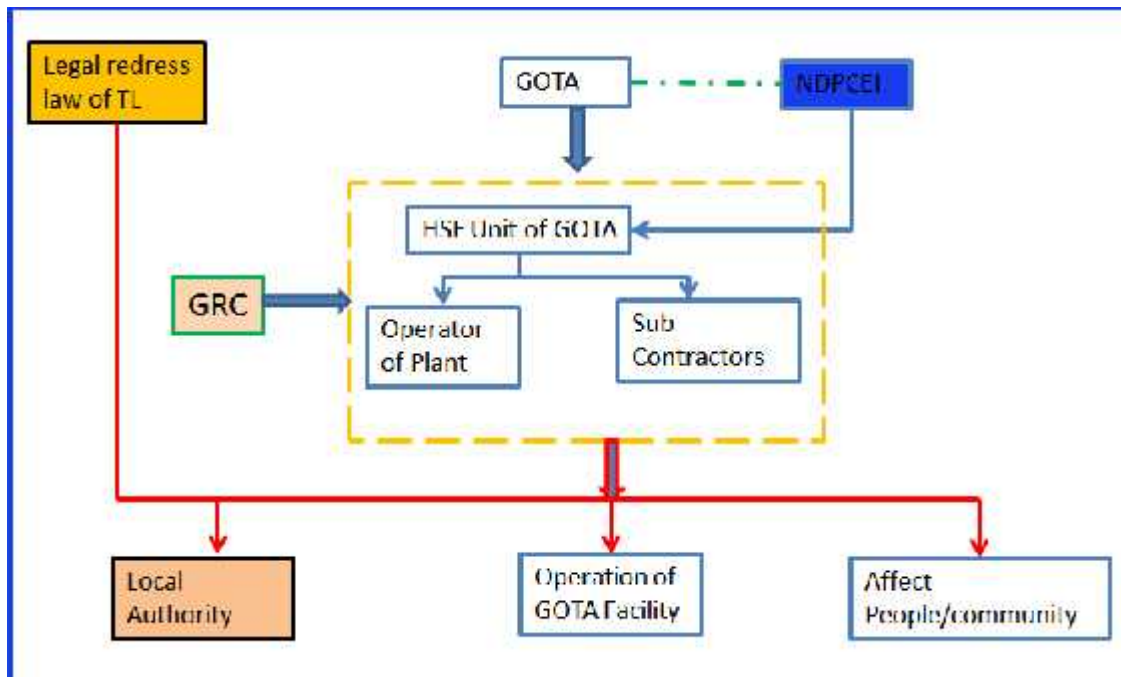 Legal redress
law of TL
GOTA
NDPCEI
HSE Unit of GOTA
GRC
Operator
of Plant
Sub
Contractors
Local
Authority
Operation of
GOTA Facility
Affect
People/community